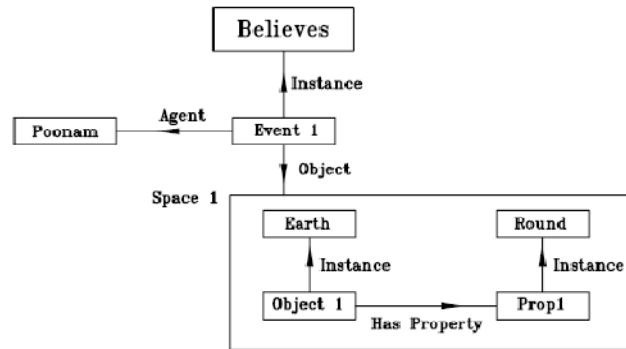 Believes
Instance
Agent
Poonam
Event 1
Object
Space 1
Earth
Round
Instance
Instance
Object 1
Prop1
Has Property